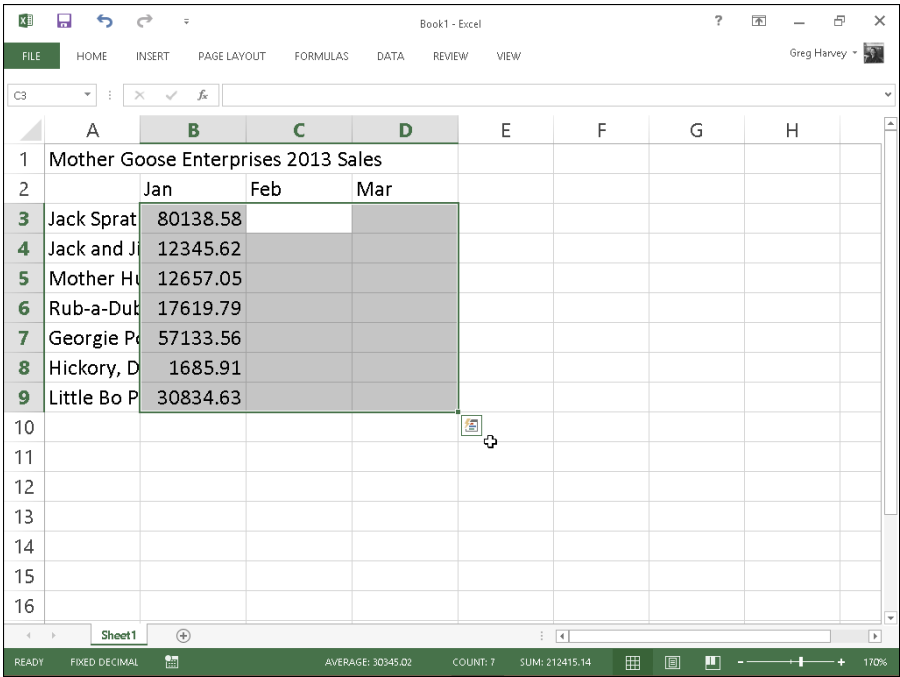 Book1 - Excel
?
FILE HOME INSERT PAGE LAYOUT FORMULAS DATA REVIEW VIEW Greg Harvey
C3 fx
A B C D E F G H
1 Mother Goose Enterprises 2013 Sales
2 Jan Feb Mar
3 Jack Sprat 80138.58
4 Jack and Ji 12345.62
5 Mother Hu 12657.05
6 Rub-a-Dub 17619.79
7 Georgie Po 57133.56
8 Hickory, D 1685.91
9 Little Bo P 30834.63
10
11
12
13
14
15
16
Sheet1
READY FIXED DECIMAL AVERAGE: 30345.02 COUNT: 7 SUM: 212415.14 170%